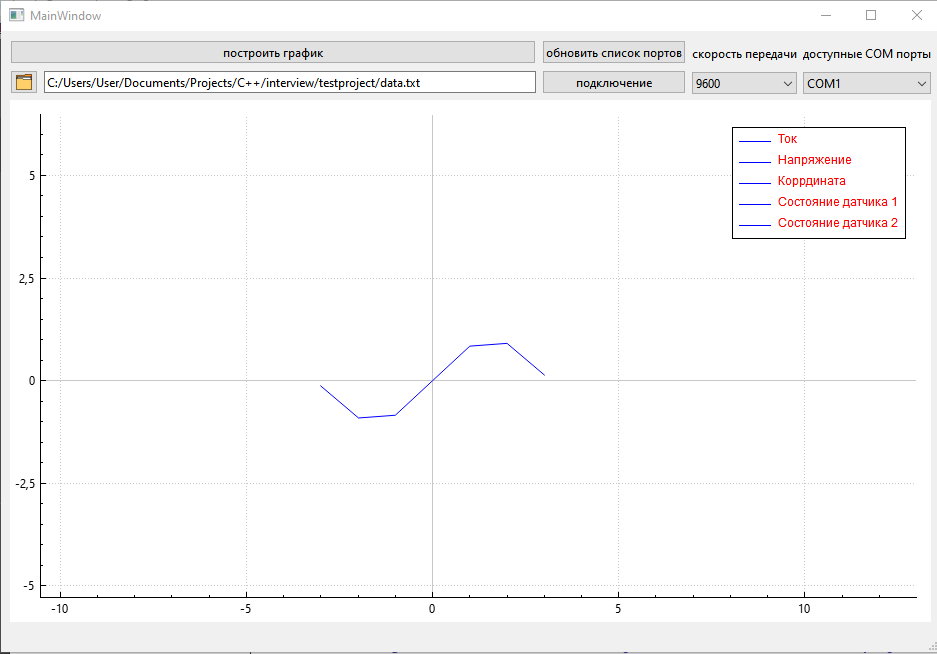 MainWindow
построить график
обновить список портов
скорость передачи
доступные COM порты
C:/Users/User/Documents/Projects/C++/interview/testproject/data.txt
подключение
9600
COM1
Ток
Напряжение
Коррдината
Состояние датчика 1
Состояние датчика 2
5
2,5
0
-2,5
-5
-10
-5
0
5
10